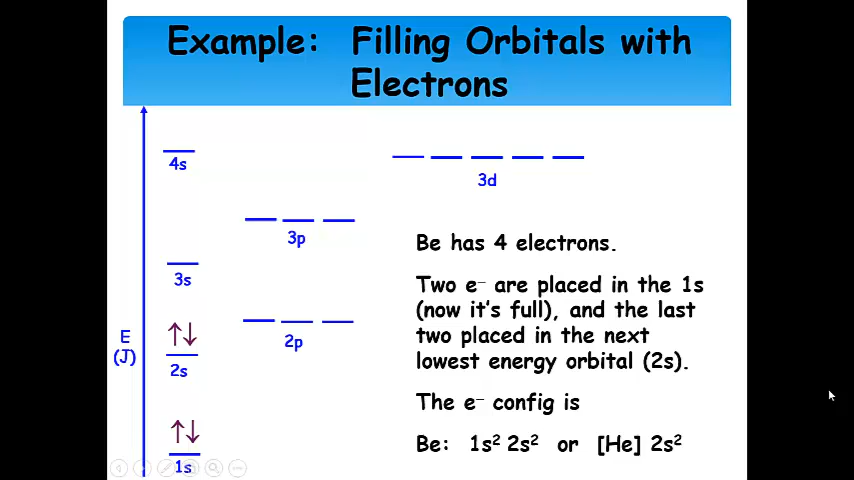 Example: Filling Orbitals with
Electrons
4s
3d
3p
3s
Be has 4 electrons.
Two e⁻ are placed in the 1s
(now it's full), and the last
two placed in the next
lowest energy orbital (2s).
E
(J)
2p
2s
The e⁻ config is
Be: 1s² 2s² or [He] 2s²
1s